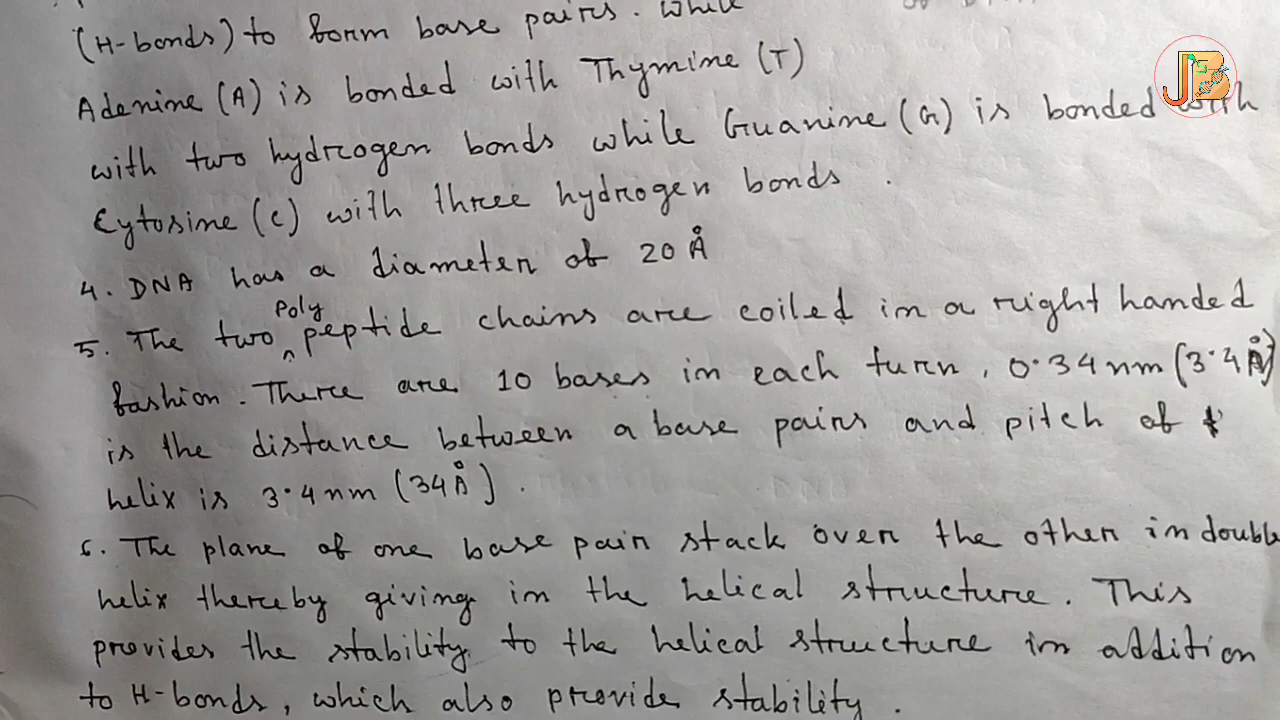 (H-bonds) to form base pairs. While
Adenine (A) is bonded with Thymine (T)
with two hydrogen bonds while Guanine (G) is bonded with
Cytosine (C) with three hydrogen bonds.
4. DNA has a diameter of 20 Å
Poly
5. The two peptide chains are coiled in a right handed
fashion. There are 10 bases in each turn, 0.34 nm (3.4 Å)
is the distance between a base pairs and pitch of
helix is 3.4 nm (34 Å).
6. The plane of one base pair stack over the other in double
helix thereby giving in the helical structure. This
provides the stability to the helical structure in addition
to H-bonds, which also provide stability.
JB